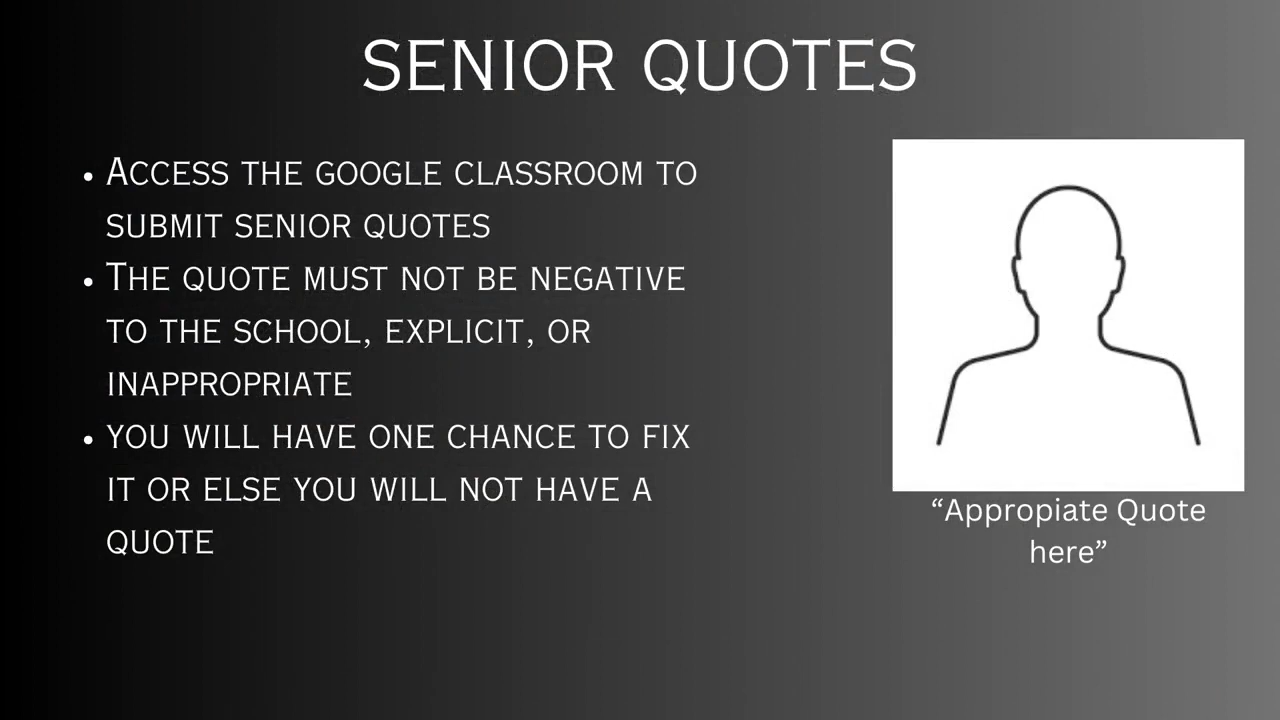 SENIOR QUOTES
• ACCESS THE GOOGLE CLASSROOM TO
SUBMIT SENIOR QUOTES
• THE QUOTE MUST NOT BE NEGATIVE
TO THE SCHOOL, EXPLICIT, OR
INAPPROPRIATE
• YOU WILL HAVE ONE CHANCE TO FIX
IT OR ELSE YOU WILL NOT HAVE A
QUOTE
“Appropiate Quote
here”